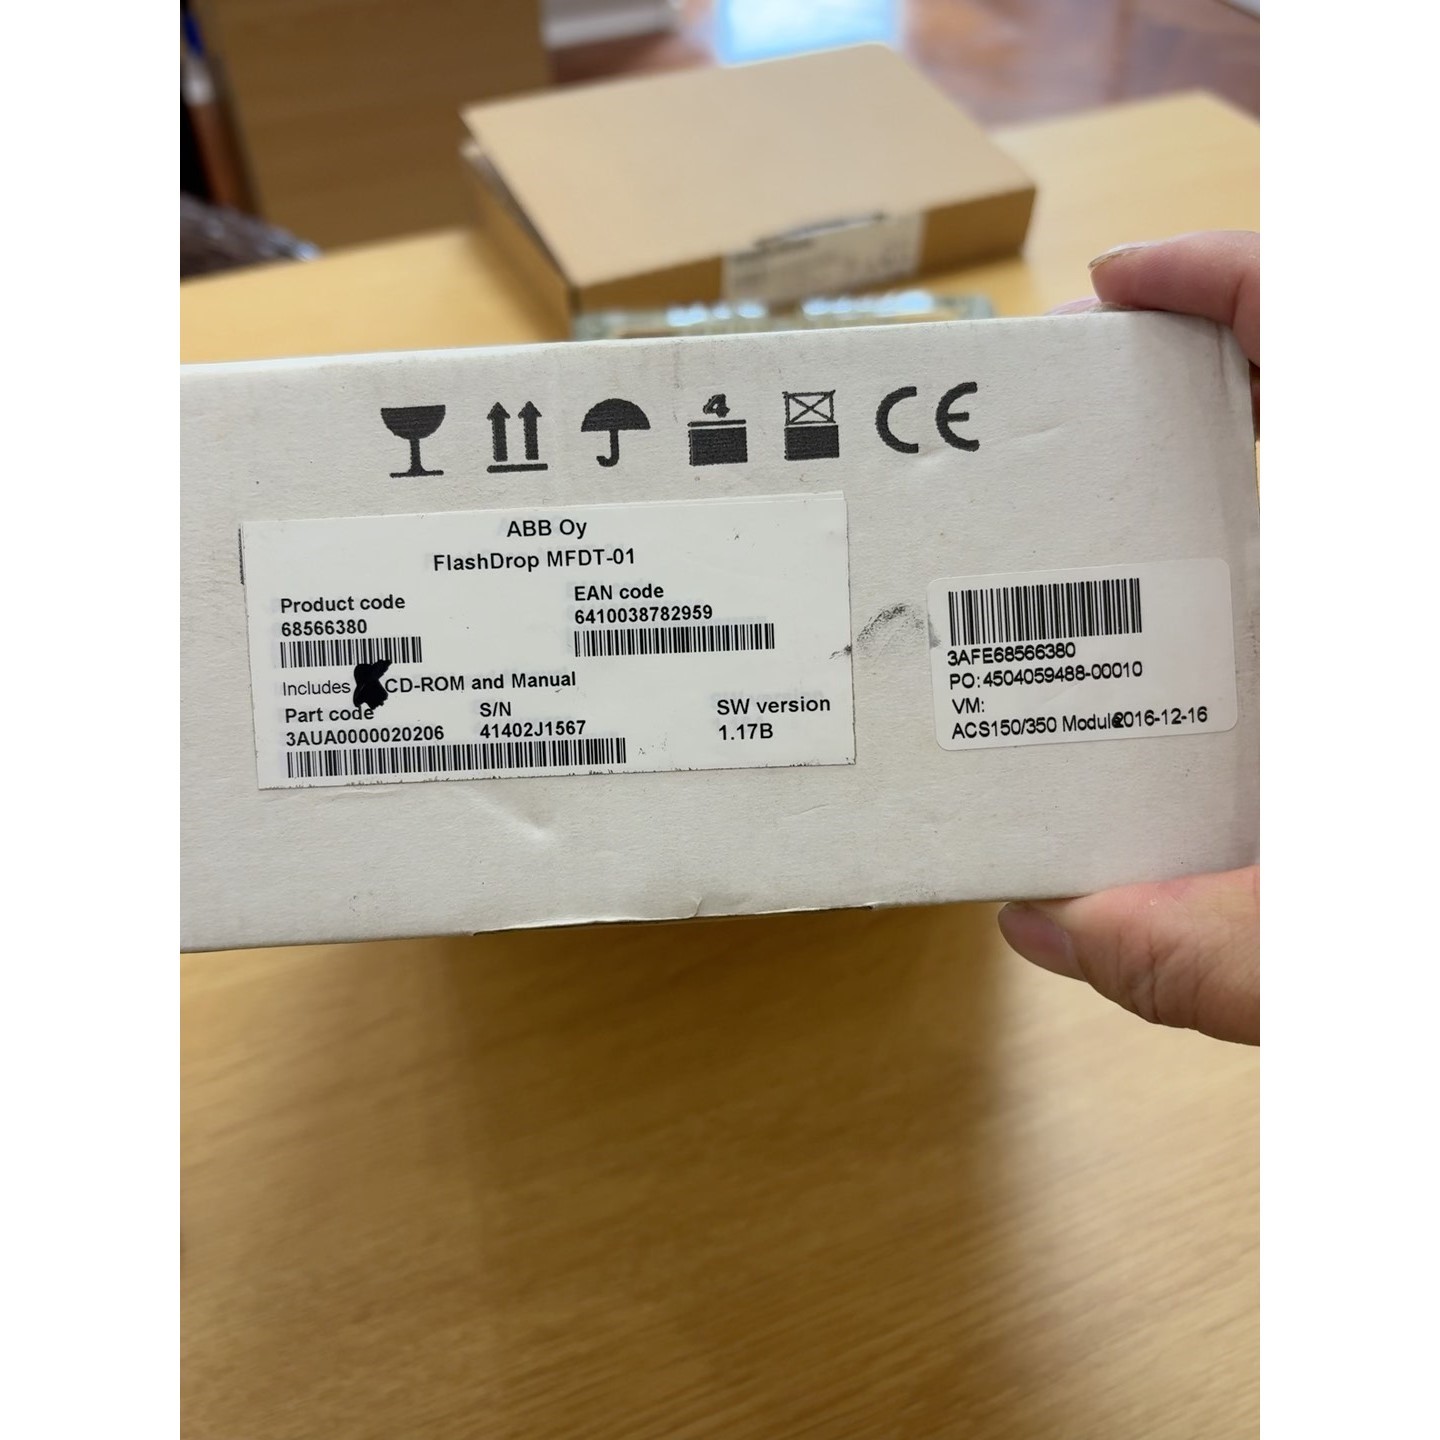 4
CE
ABB Oy
FlashDrop MFDT-01
Product code
68566380
EAN code
6410038782959
Includes CD-ROM and Manual
Part code
3AUA0000020206
S/N
41402J1567
SW version
1.17B
3AFE68566380
PO: 4504059488-00010
VM:
ACS150/350 Module 2016-12-16